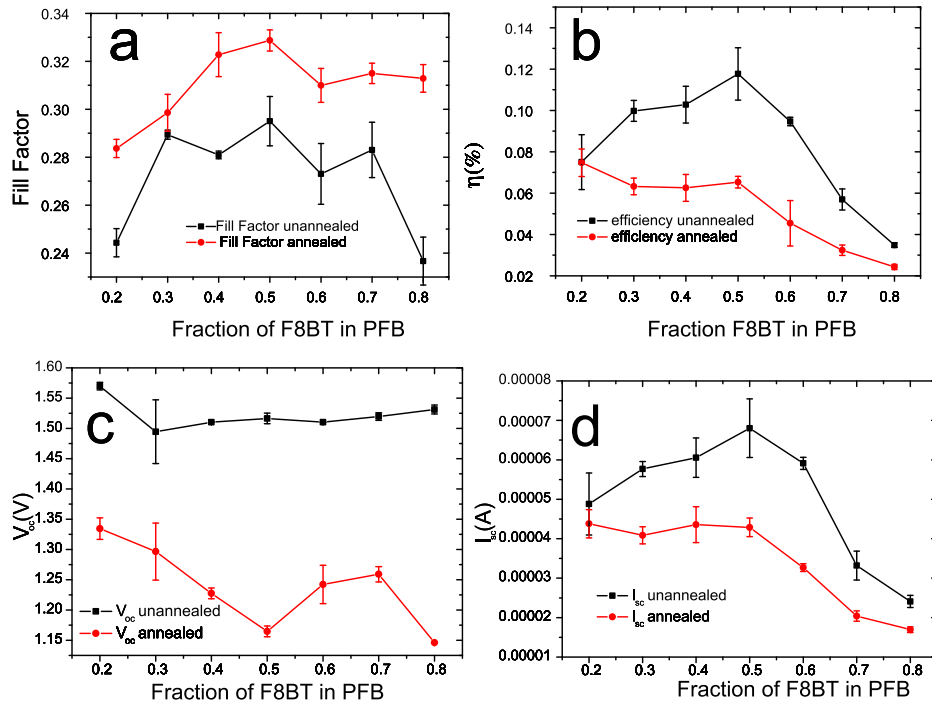 a
Fill Factor
0.34
0.32
0.30
0.28
0.26
0.24
Fill Factor unannealed
Fill Factor annealed
0.2 0.3 0.4 0.5 0.6 0.7 0.8
Fraction of F8BT in PFB
b
η(%)
0.14
0.12
0.10
0.08
0.06
0.04
0.02
efficiency unannealed
efficiency annealed
0.2 0.3 0.4 0.5 0.6 0.7 0.8
Fraction F8BT in PFB
c
Voc(V)
1.60
1.55
1.50
1.45
1.40
1.35
1.30
1.25
1.20
1.15
Voc unannealed
Voc annealed
0.2 0.3 0.4 0.5 0.6 0.7 0.8
Fraction of F8BT in PFB
d
Isc(A)
0.00008
0.00007
0.00006
0.00005
0.00004
0.00003
0.00002
0.00001
Isc unannealed
Isc annealed
0.2 0.3 0.4 0.5 0.6 0.7 0.8
Fraction of F8BT in PFB